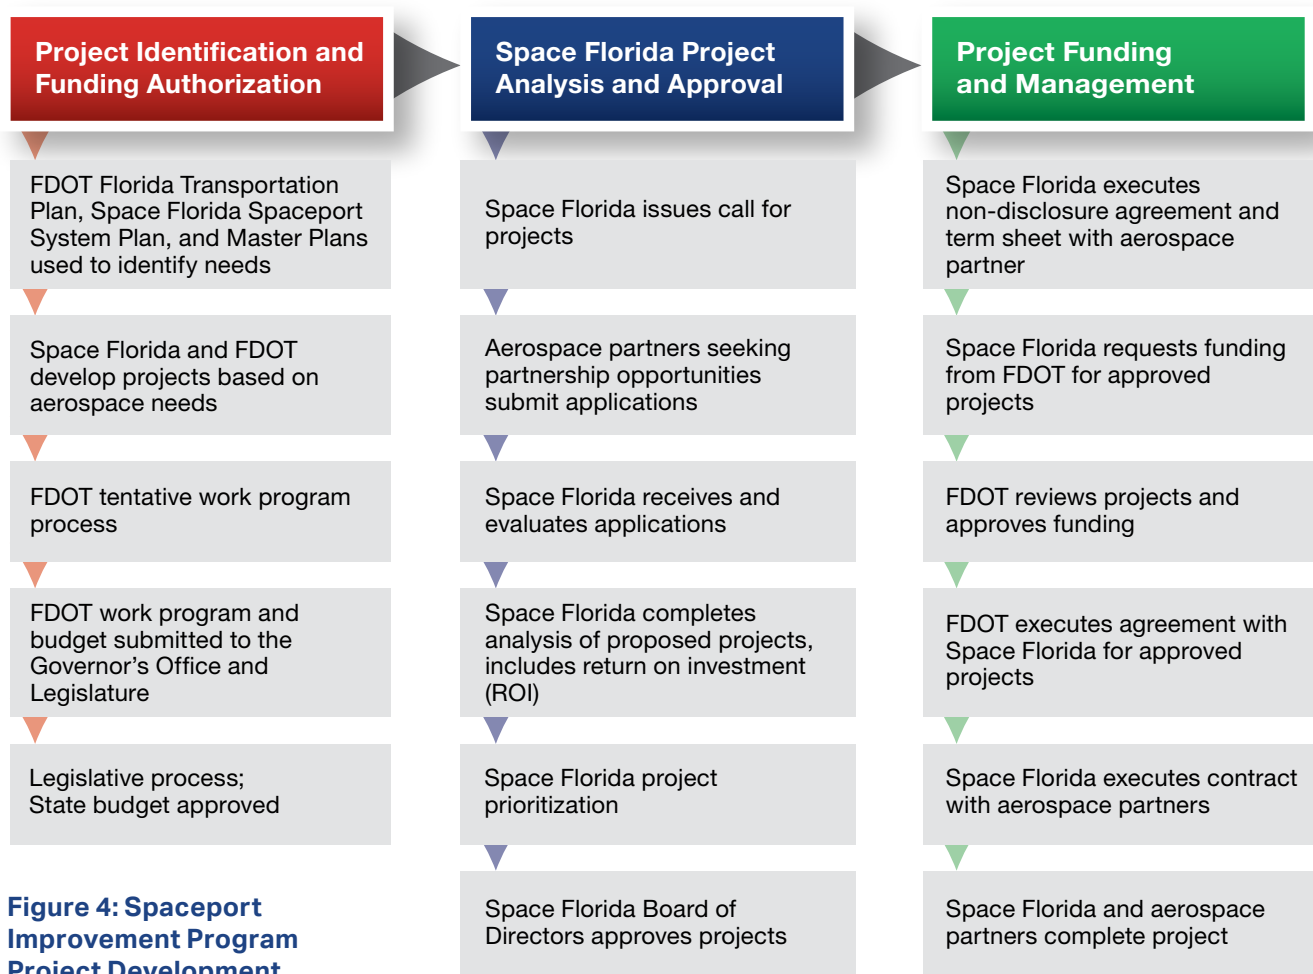 Project Identification and
Funding Authorization
FDOT Florida Transportation
Plan, Space Florida Spaceport
System Plan, and Master Plans
used to identify needs
Space Florida and FDOT
develop projects based on
aerospace needs
FDOT tentative work program
process
FDOT work program and
budget submitted to the
Governor’s Office and
Legislature
Legislative process;
State budget approved
Space Florida Project
Analysis and Approval
Space Florida issues call for
projects
Aerospace partners seeking
partnership opportunities
submit applications
Space Florida receives and
evaluates applications
Space Florida completes
analysis of proposed projects,
includes return on investment
(ROI)
Space Florida project
prioritization
Space Florida Board of
Directors approves projects
Project Funding
and Management
Space Florida executes
non-disclosure agreement and
term sheet with aerospace
partner
Space Florida requests funding
from FDOT for approved
projects
FDOT reviews projects and
approves funding
FDOT executes agreement with
Space Florida for approved
projects
Space Florida executes contract
with aerospace partners
Space Florida and aerospace
partners complete project
Figure 4: Spaceport
Improvement Program
Project Development